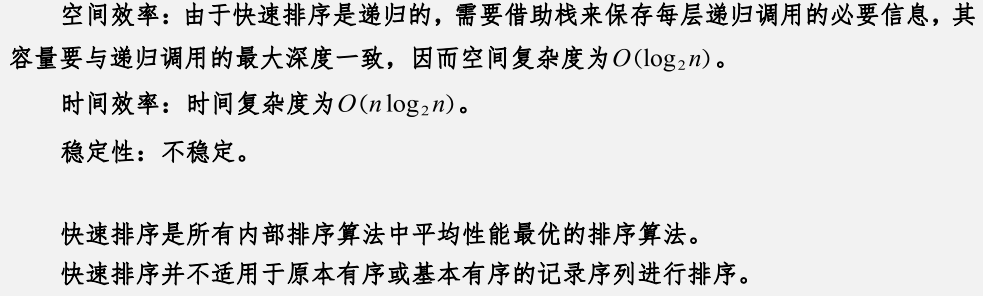 空间效率：由于快速排序是递归的，需要借助栈来保存每层递归调用的必要信息，其
容量要与递归调用的最大深度一致，因而空间复杂度为O(log₂n)。
时间效率：时间复杂度为O(nlog₂n)。
稳定性：不稳定。
快速排序是所有内部排序算法中平均性能最优的排序算法。
快速排序并不适用于原本有序或基本有序的记录序列进行排序。